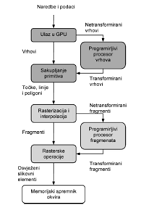 Naredbe i podaci
Ulaz u GPU
Netransformirani
vrhovi
Vrhovi
Programirljivi
procesor
vrhova
Sakupljanje
primitiva
Transformirani
vrhovi
Točke, linije
i poligoni
Rasterizacija i
interpolacija
Netransformirani
fragmenti
Fragmenti
Programirljivi
procesor
fragmenata
Rasterske
operacije
Transformirani
fragmenti
Osvježeni
slikovni
elementi
Memorijski spremnik
okvira